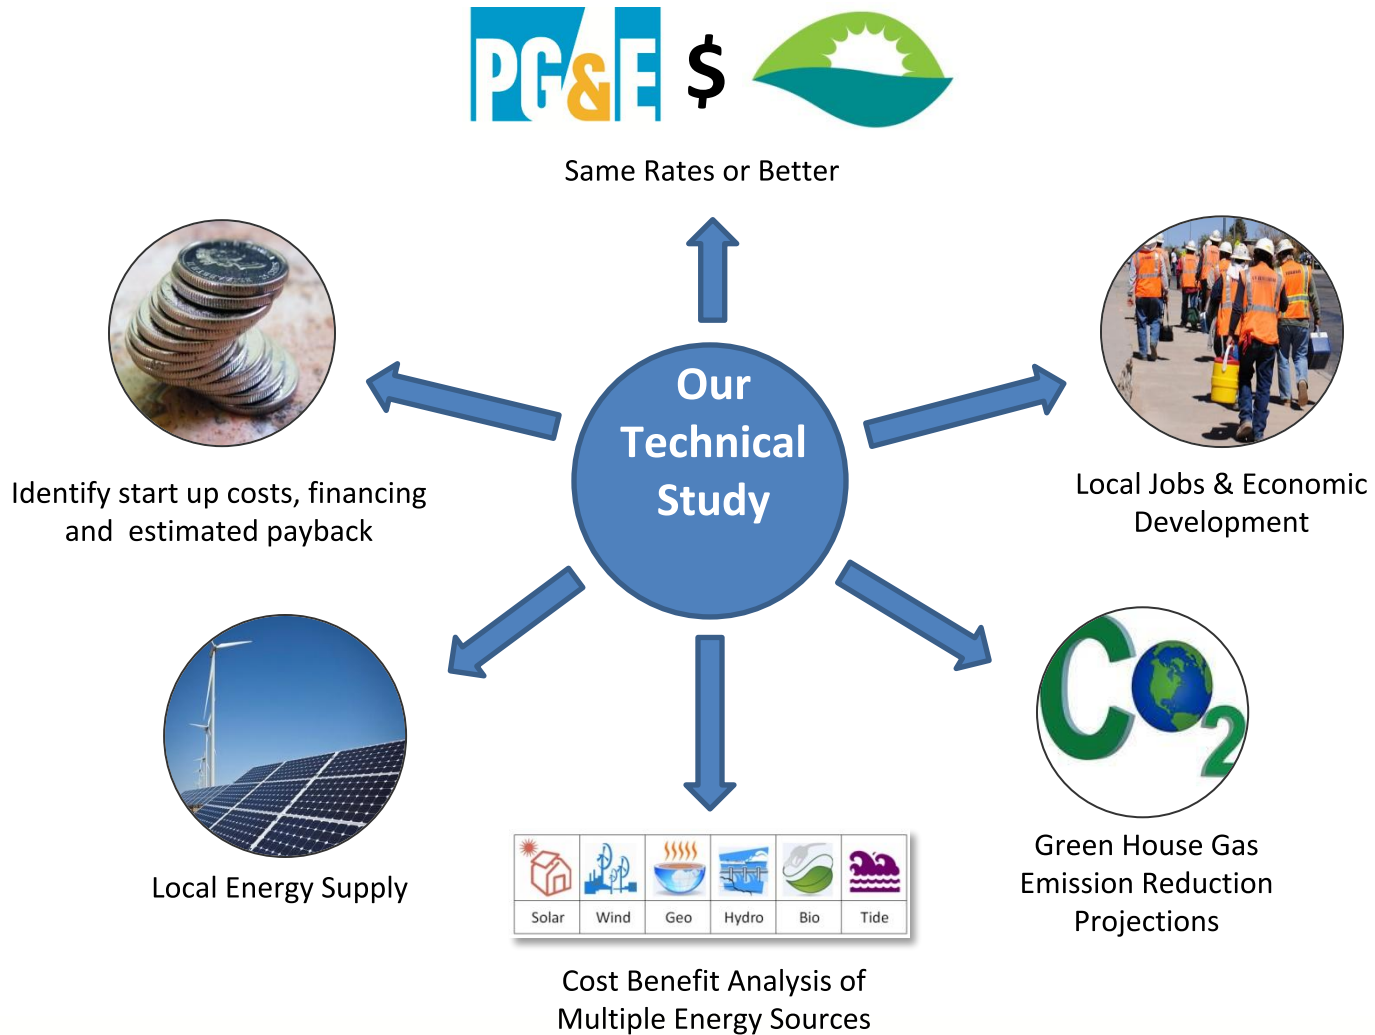 PG&E $
Same Rates or Better
Our
Technical
Study
Identify start up costs, financing
and estimated payback
Local Jobs & Economic
Development
CO2
Local Energy Supply
Green House Gas
Emission Reduction
Projections
Solar Wind Geo Hydro Bio Tide
Cost Benefit Analysis of
Multiple Energy Sources